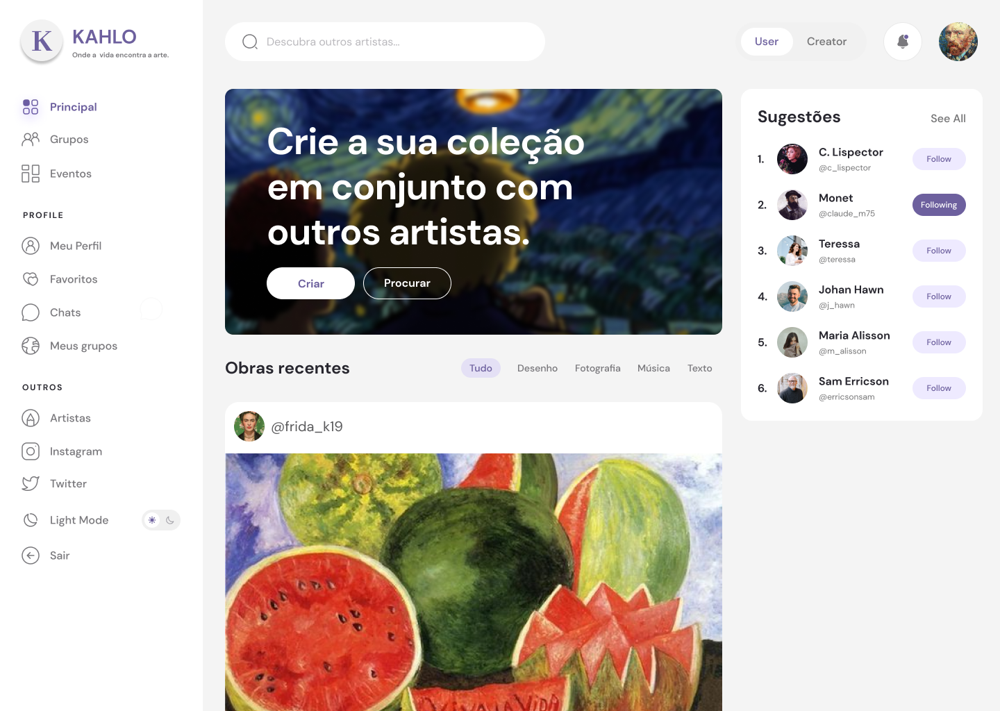 K
KAHLO
Onde a vida encontra a arte.
Principal
Grupos
Eventos
PROFILE
Meu Perfil
Favoritos
Chats
Meus grupos
OUTROS
Artistas
Instagram
Twitter
Light Mode
Sair
Descubra outros artistas...
User
Creator
Crie a sua coleção
em conjunto com
outros artistas.
Criar
Procurar
Obras recentes
Tudo
Desenho
Fotografia
Música
Texto
@frida_k19
VIVA LA VIDA
Sugestões
See All
1.
C. Lispector
@c_lispector
Follow
2.
Monet
@claude_m75
Following
3.
Teressa
@teressa
Follow
4.
Johan Hawn
@j_hawn
Follow
5.
Maria Alisson
@m_alisson
Follow
6.
Sam Erricson
@erricsonsam
Follow